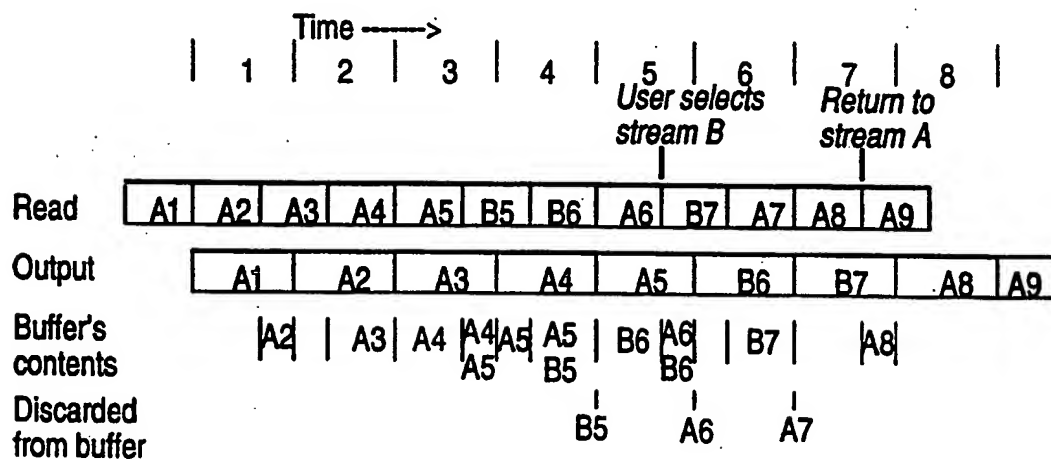 Time ------>
1 2 3 4 5 6 7 8
User selects Return to
stream B stream A
Read A1 A2 A3 A4 A5 B5 B6 A6 B7 A7 A8 A9
Output A1 A2 A3 A4 A5 B6 B7 A8 A9
Buffer's A2 A3 A4 A4 A5 A5 B6 A6 B7 A8
contents A5 B5 B6
Discarded B5 A6 A7
from buffer